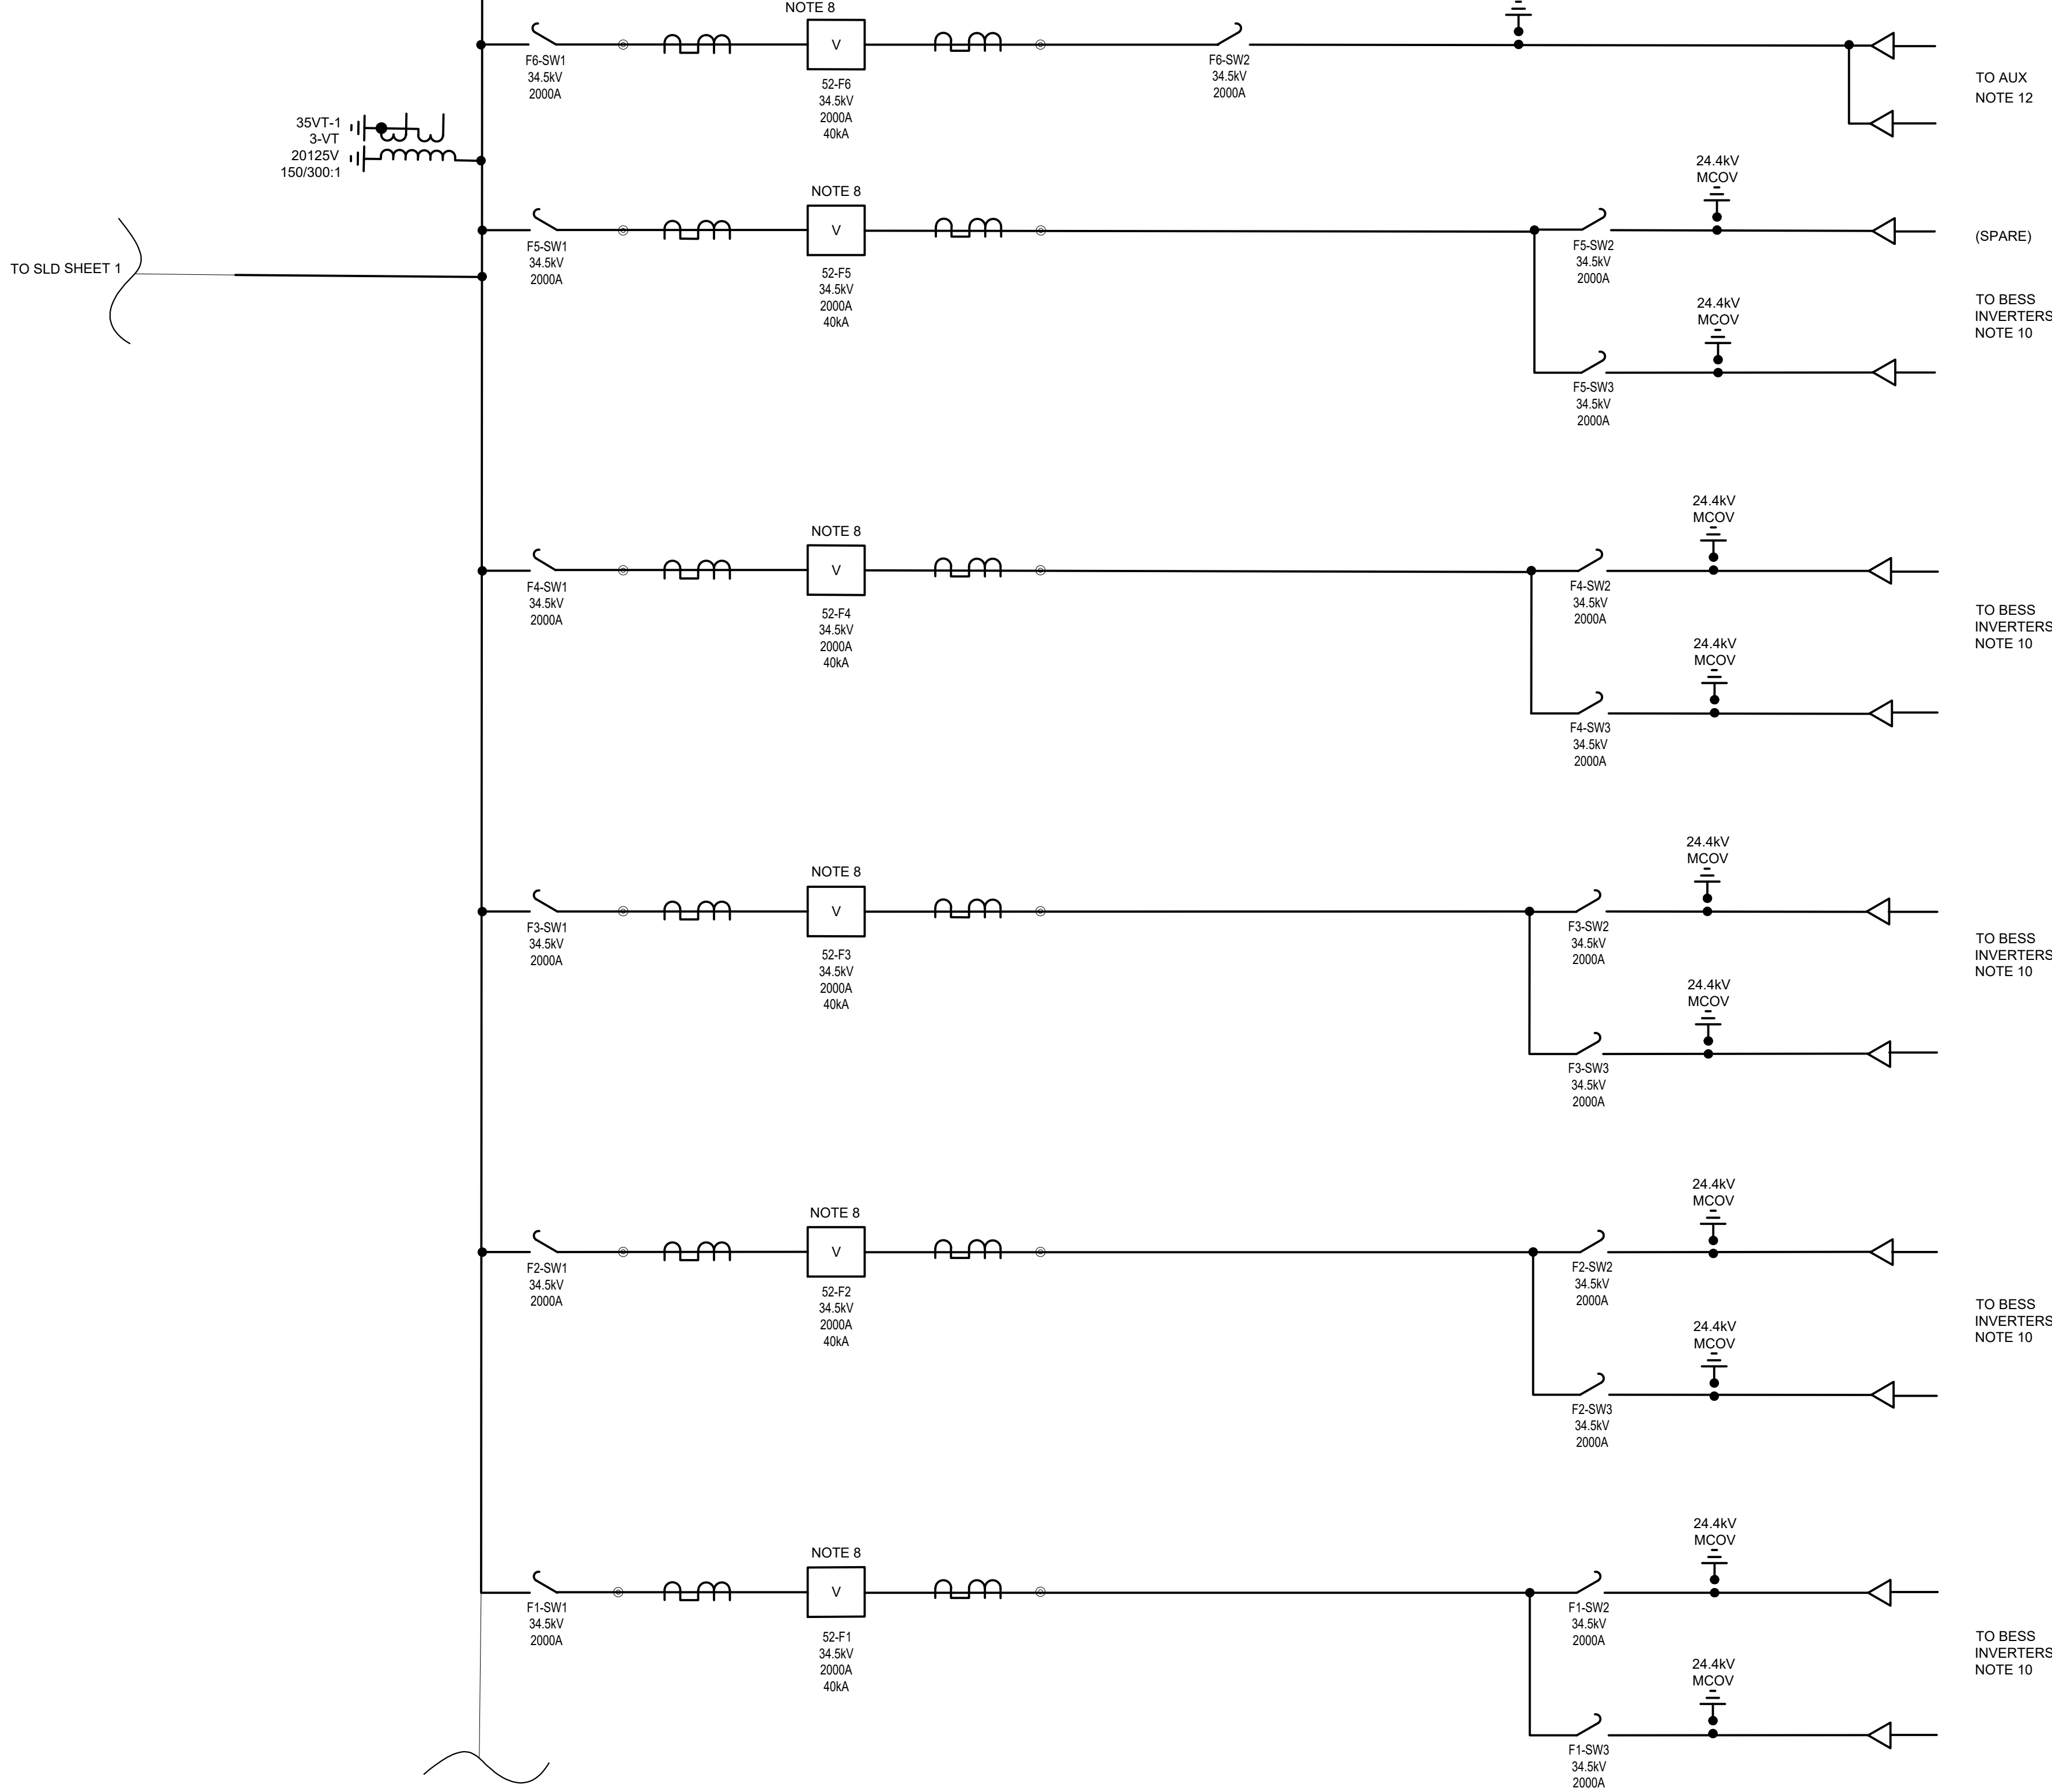 NOTE 8
V
F6-SW1
34.5kV
2000A
52-F6
34.5kV
2000A
40kA
F6-SW2
34.5kV
2000A
TO AUX
NOTE 12
35VT-1
3-VT
20125V
150/300:1
TO SLD SHEET 1
NOTE 8
V
F5-SW1
34.5kV
2000A
52-F5
34.5kV
2000A
40kA
24.4kV
MCOV
F5-SW2
34.5kV
2000A
(SPARE)
24.4kV
MCOV
TO BESS
INVERTERS
NOTE 10
F5-SW3
34.5kV
2000A
NOTE 8
V
F4-SW1
34.5kV
2000A
52-F4
34.5kV
2000A
40kA
24.4kV
MCOV
F4-SW2
34.5kV
2000A
TO BESS
INVERTERS
NOTE 10
24.4kV
MCOV
F4-SW3
34.5kV
2000A
NOTE 8
V
F3-SW1
34.5kV
2000A
52-F3
34.5kV
2000A
40kA
24.4kV
MCOV
F3-SW2
34.5kV
2000A
TO BESS
INVERTERS
NOTE 10
24.4kV
MCOV
F3-SW3
34.5kV
2000A
NOTE 8
V
F2-SW1
34.5kV
2000A
52-F2
34.5kV
2000A
40kA
24.4kV
MCOV
F2-SW2
34.5kV
2000A
TO BESS
INVERTERS
NOTE 10
24.4kV
MCOV
F2-SW3
34.5kV
2000A
NOTE 8
V
F1-SW1
34.5kV
2000A
52-F1
34.5kV
2000A
40kA
24.4kV
MCOV
F1-SW2
34.5kV
2000A
TO BESS
INVERTERS
NOTE 10
24.4kV
MCOV
F1-SW3
34.5kV
2000A